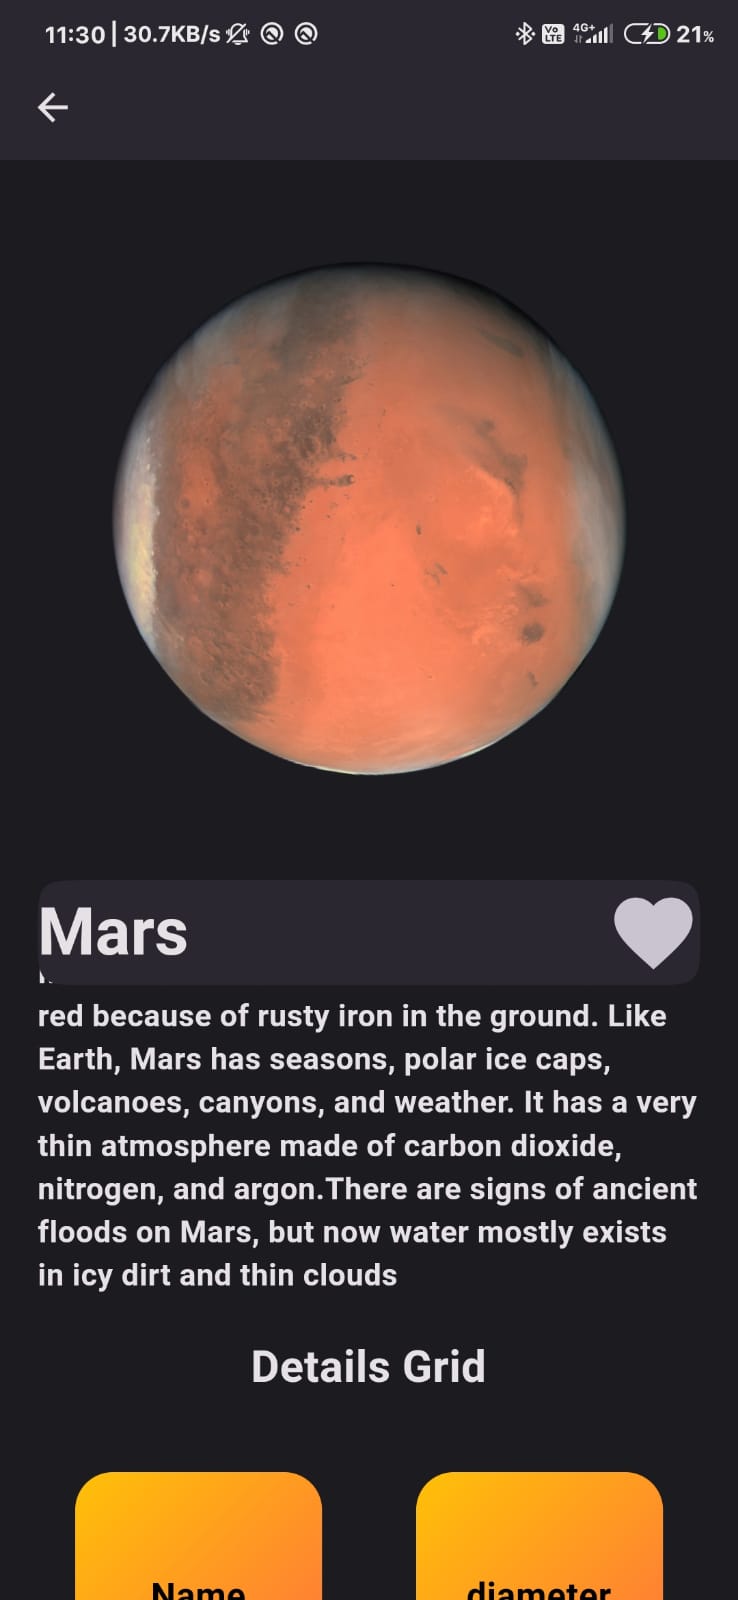 11:30 | 30.7KB/s
Vo LTE 4G+ 21%
Mars
red because of rusty iron in the ground. Like
Earth, Mars has seasons, polar ice caps,
volcanoes, canyons, and weather. It has a very
thin atmosphere made of carbon dioxide,
nitrogen, and argon.There are signs of ancient
floods on Mars, but now water mostly exists
in icy dirt and thin clouds
Details Grid
Name
diameter